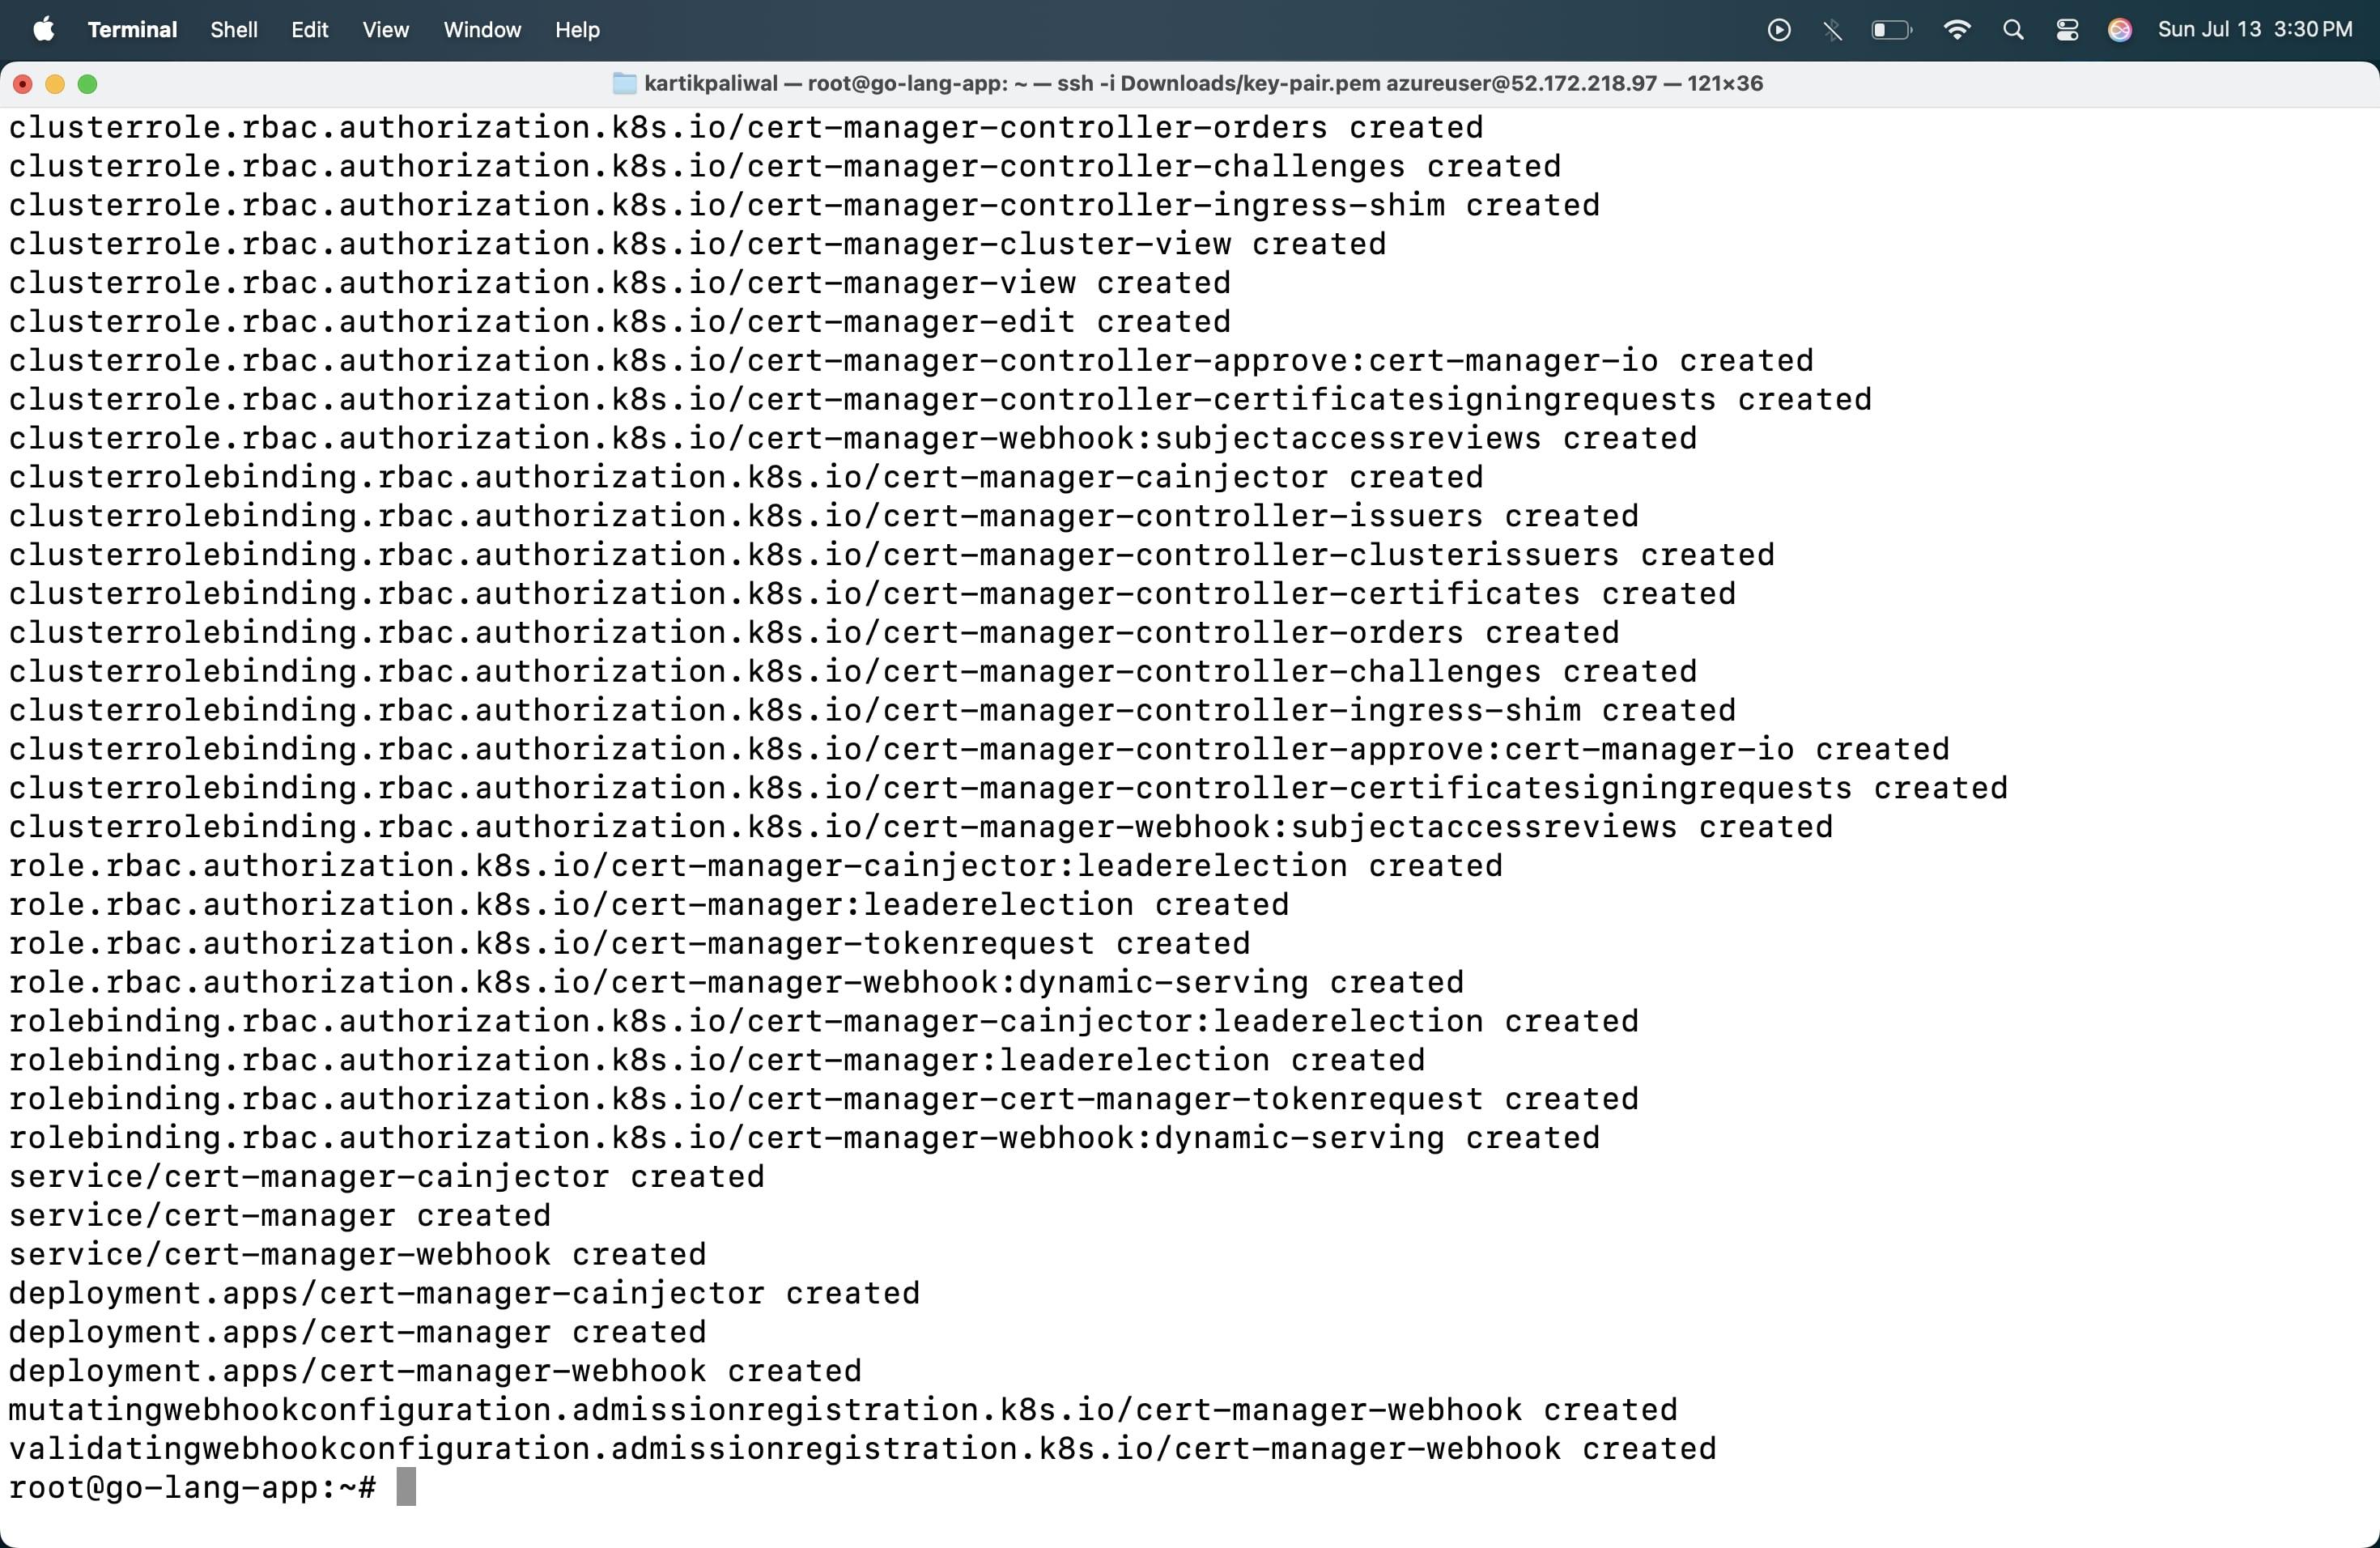 Terminal Shell Edit View Window Help Sun Jul 13 3:30 PM
kartikpaliwal — root@go-lang-app: ~ — ssh -i Downloads/key-pair.pem azureuser@52.172.218.97 — 121×36
clusterrole.rbac.authorization.k8s.io/cert-manager-controller-orders created
clusterrole.rbac.authorization.k8s.io/cert-manager-controller-challenges created
clusterrole.rbac.authorization.k8s.io/cert-manager-controller-ingress-shim created
clusterrole.rbac.authorization.k8s.io/cert-manager-cluster-view created
clusterrole.rbac.authorization.k8s.io/cert-manager-view created
clusterrole.rbac.authorization.k8s.io/cert-manager-edit created
clusterrole.rbac.authorization.k8s.io/cert-manager-controller-approve:cert-manager-io created
clusterrole.rbac.authorization.k8s.io/cert-manager-controller-certificatesigningrequests created
clusterrole.rbac.authorization.k8s.io/cert-manager-webhook:subjectaccessreviews created
clusterrolebinding.rbac.authorization.k8s.io/cert-manager-cainjector created
clusterrolebinding.rbac.authorization.k8s.io/cert-manager-controller-issuers created
clusterrolebinding.rbac.authorization.k8s.io/cert-manager-controller-clusterissuers created
clusterrolebinding.rbac.authorization.k8s.io/cert-manager-controller-certificates created
clusterrolebinding.rbac.authorization.k8s.io/cert-manager-controller-orders created
clusterrolebinding.rbac.authorization.k8s.io/cert-manager-controller-challenges created
clusterrolebinding.rbac.authorization.k8s.io/cert-manager-controller-ingress-shim created
clusterrolebinding.rbac.authorization.k8s.io/cert-manager-controller-approve:cert-manager-io created
clusterrolebinding.rbac.authorization.k8s.io/cert-manager-controller-certificatesigningrequests created
clusterrolebinding.rbac.authorization.k8s.io/cert-manager-webhook:subjectaccessreviews created
role.rbac.authorization.k8s.io/cert-manager-cainjector:leaderelection created
role.rbac.authorization.k8s.io/cert-manager:leaderelection created
role.rbac.authorization.k8s.io/cert-manager-tokenrequest created
role.rbac.authorization.k8s.io/cert-manager-webhook:dynamic-serving created
rolebinding.rbac.authorization.k8s.io/cert-manager-cainjector:leaderelection created
rolebinding.rbac.authorization.k8s.io/cert-manager:leaderelection created
rolebinding.rbac.authorization.k8s.io/cert-manager-cert-manager-tokenrequest created
rolebinding.rbac.authorization.k8s.io/cert-manager-webhook:dynamic-serving created
service/cert-manager-cainjector created
service/cert-manager created
service/cert-manager-webhook created
deployment.apps/cert-manager-cainjector created
deployment.apps/cert-manager created
deployment.apps/cert-manager-webhook created
mutatingwebhookconfiguration.admissionregistration.k8s.io/cert-manager-webhook created
validatingwebhookconfiguration.admissionregistration.k8s.io/cert-manager-webhook created
root@go-lang-app:~#